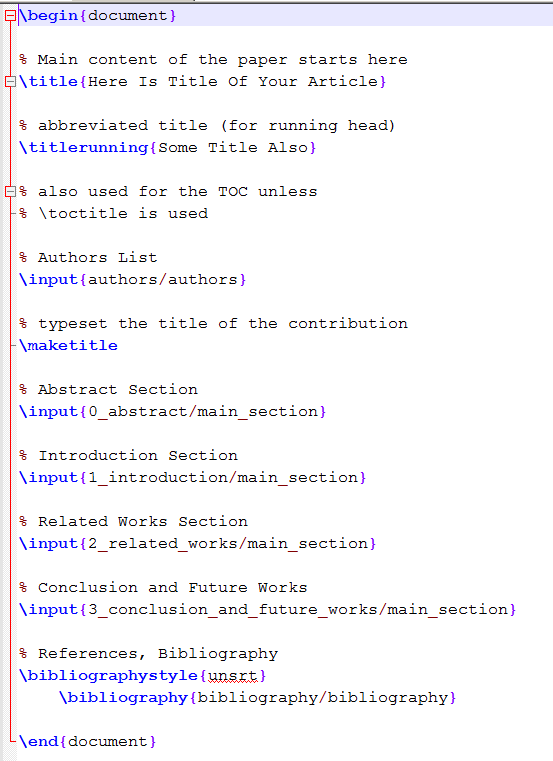 \begin{document}
% Main content of the paper starts here
\title{Here Is Title Of Your Article}
% abbreviated title (for running head)
\titlerunning{Some Title Also}
% also used for the TOC unless
% \toctitle is used
% Authors List
\input{authors/authors}
% typeset the title of the contribution
\maketitle
% Abstract Section
\input{0_abstract/main_section}
% Introduction Section
\input{1_introduction/main_section}
% Related Works Section
\input{2_related_works/main_section}
% Conclusion and Future Works
\input{3_conclusion_and_future_works/main_section}
% References, Bibliography
\bibliographystyle{unsrt}
\bibliography{bibliography/bibliography}
\end{document}